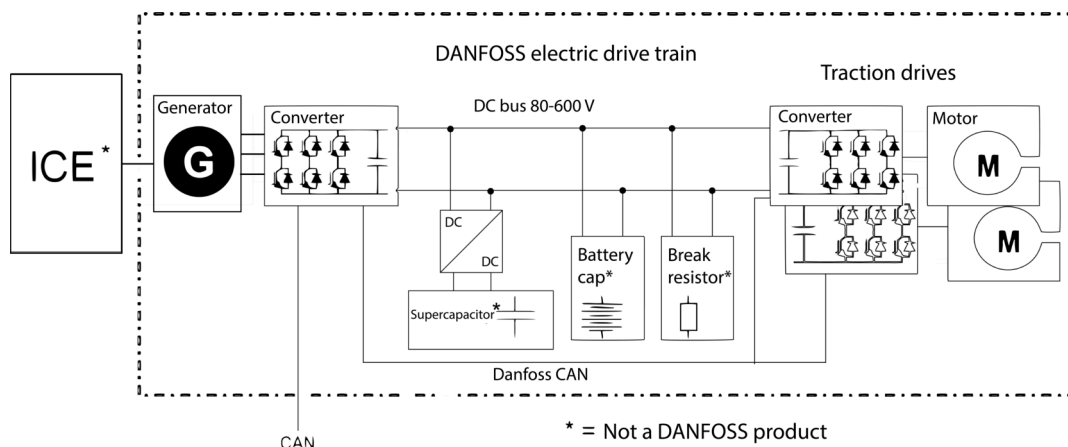 DANFOSS electric drive train
Traction drives
ICE*
Generator
G
Converter
DC bus 80-600 V
Converter
Motor
M
M
DC
DC
Supercapacitor*
Battery
cap*
Break
resistor*
Danfoss CAN
CAN
* = Not a DANFOSS product